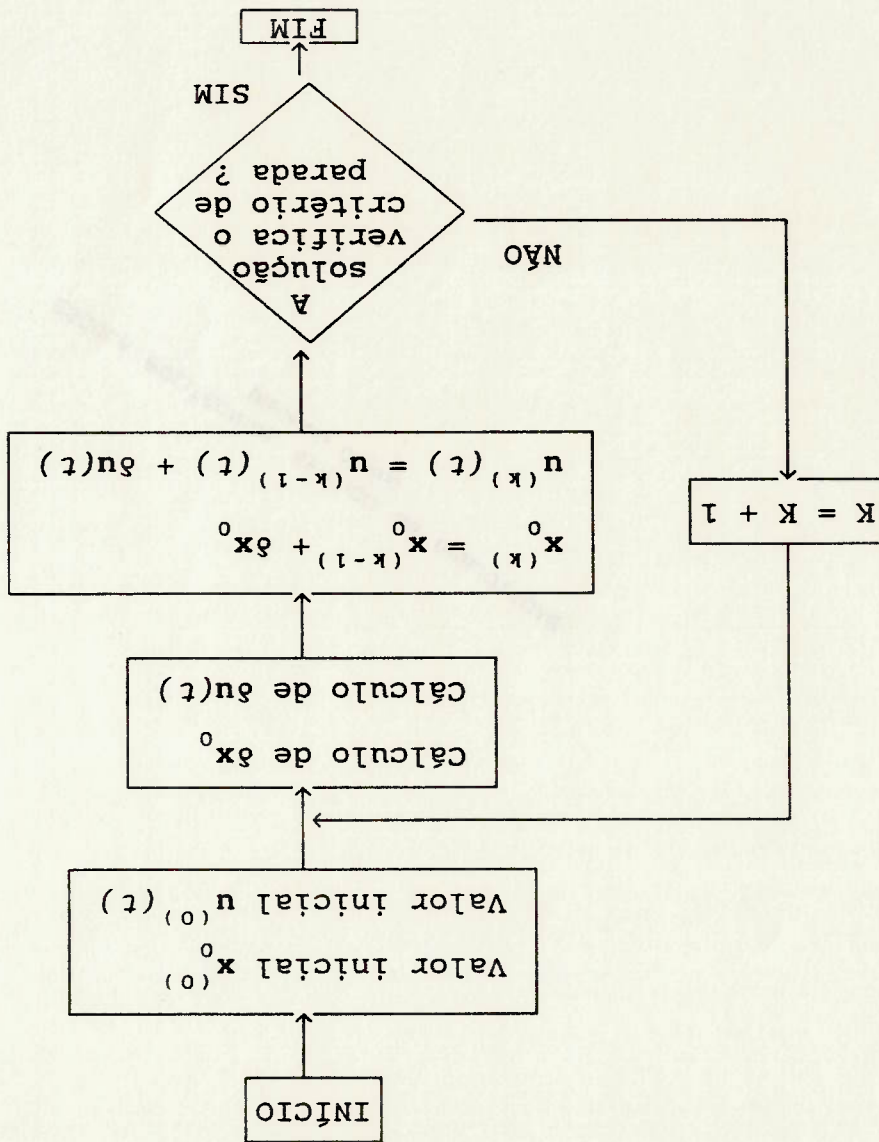 INÍCIO
Valor inicial x₀⁽⁰⁾
Valor inicial u⁽⁰⁾(t)
Cálculo de δx₀
Cálculo de δu(t)
x₀⁽ᵏ⁾ = x₀⁽ᵏ⁻¹⁾ + δx₀
u⁽ᵏ⁾(t) = u⁽ᵏ⁻¹⁾(t) + δu(t)
K = K + 1
A
solução
verifica o
critério de
parada ?
NÃO
SIM
FIM